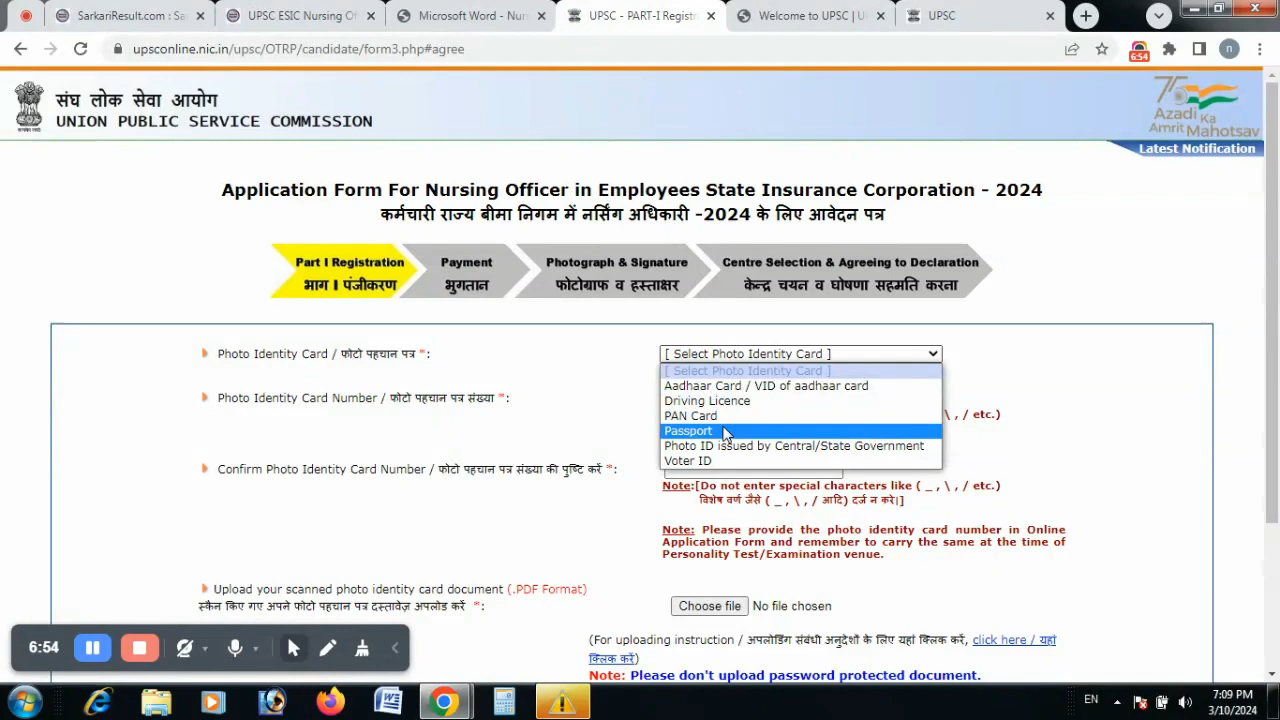 SarkariResult.com : Sa
UPSC ESIC Nursing Of
Microsoft Word - Nur
UPSC - PART-I Registr
Welcome to UPSC | U
UPSC
upsconline.nic.in/upsc/OTRP/candidate/form3.php#agree
6:54
n
संघ लोक सेवा आयोग
UNION PUBLIC SERVICE COMMISSION
75
Azadi
Ka
Amrit Mahotsav
Latest Notification
Application Form For Nursing Officer in Employees State Insurance Corporation - 2024
कर्मचारी राज्य बीमा निगम में नर्सिंग अधिकारी -2024 के लिए आवेदन पत्र
Part I Registration
भाग I पंजीकरण
Payment
भुगतान
Photograph & Signature
फोटोग्राफ व हस्ताक्षर
Centre Selection & Agreeing to Declaration
केन्द्र चयन व घोषणा सहमति करना
Photo Identity Card / फोटो पहचान पत्र *:
[ Select Photo Identity Card ]
[ Select Photo Identity Card ]
Aadhaar Card / VID of aadhaar card
Driving Licence
PAN Card
Passport
Photo ID issued by Central/State Government
Voter ID
Photo Identity Card Number / फोटो पहचान पत्र संख्या *:
\ , / etc.)
Confirm Photo Identity Card Number / फोटो पहचान पत्र संख्या की पुष्टि करें *:
Note:[Do not enter special characters like ( _ , \ , / etc.)
विशेष वर्ण जैसे ( _ , \ , / आदि) दर्ज न करे।]
Note: Please provide the photo identity card number in Online
Application Form and remember to carry the same at the time of
Personality Test/Examination venue.
Upload your scanned photo identity card document (.PDF Format)
स्कैन किए गए अपने फोटो पहचान पत्र दस्तावेज़ अपलोड करें *:
Choose file No file chosen
(For uploading instruction / अपलोडिंग संबंधी अनुदेशों के लिए यहां क्लिक करें, click here / यहां
क्लिक करें)
Note: Please don't upload password protected document.
6:54
EN
7:09 PM
3/10/2024